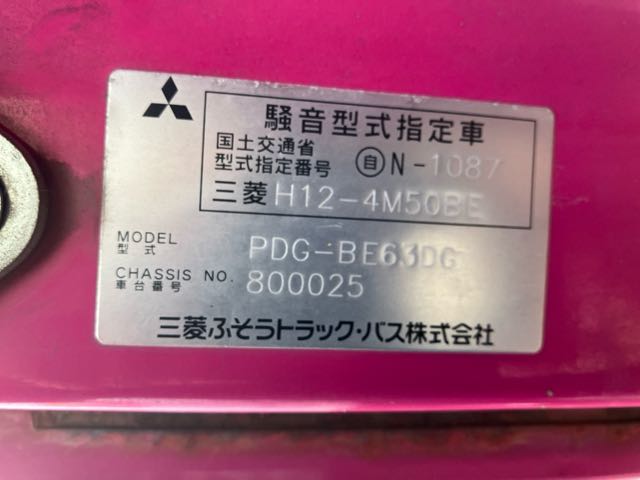 騒音型式指定車
国土交通省
型式指定番号 自 N-1087
三菱 H12-4M50BE
MODEL
型式 PDG-BE63DG
CHASSIS NO.
車台番号 800025
三菱ふそうトラック・バス株式会社